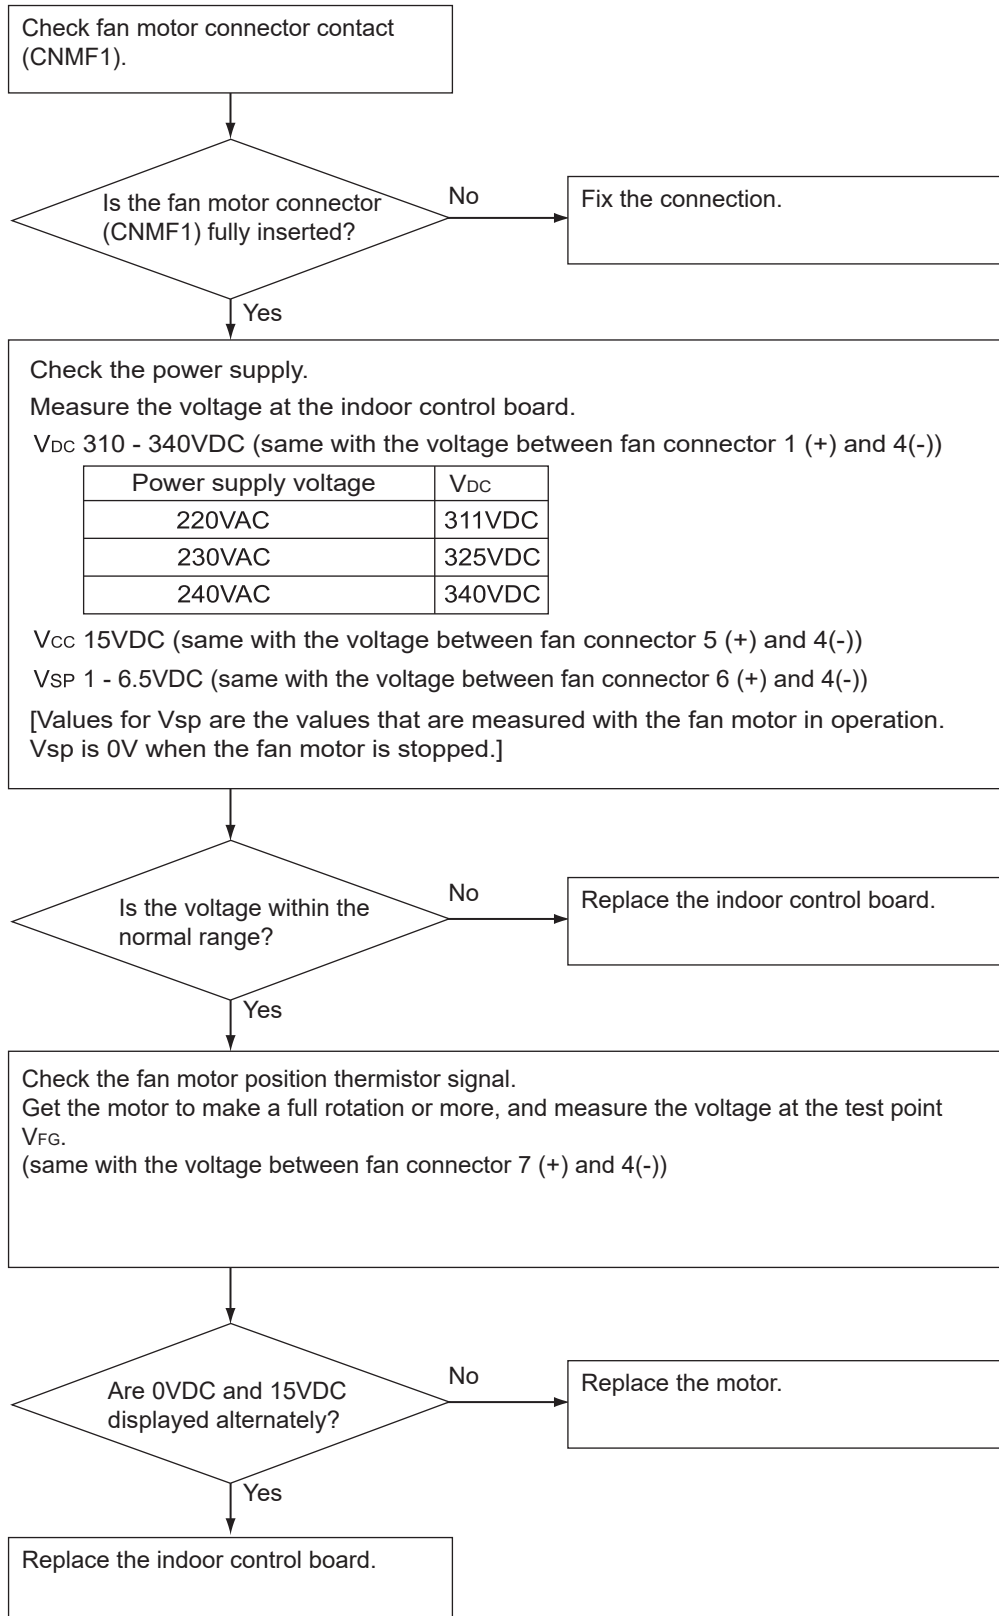 Check fan motor connector contact
(CNMF1).
Is the fan motor connector
(CNMF1) fully inserted?
No
Fix the connection.
Yes
Check the power supply.
Measure the voltage at the indoor control board.
VDC 310 - 340VDC (same with the voltage between fan connector 1 (+) and 4(-))
Power supply voltage VDC
220VAC 311VDC
230VAC 325VDC
240VAC 340VDC
VCC 15VDC (same with the voltage between fan connector 5 (+) and 4(-))
VSP 1 - 6.5VDC (same with the voltage between fan connector 6 (+) and 4(-))
[Values for Vsp are the values that are measured with the fan motor in operation.
Vsp is 0V when the fan motor is stopped.]
Is the voltage within the
normal range?
No
Replace the indoor control board.
Yes
Check the fan motor position thermistor signal.
Get the motor to make a full rotation or more, and measure the voltage at the test point
VFG.
(same with the voltage between fan connector 7 (+) and 4(-))
Are 0VDC and 15VDC
displayed alternately?
No
Replace the motor.
Yes
Replace the indoor control board.